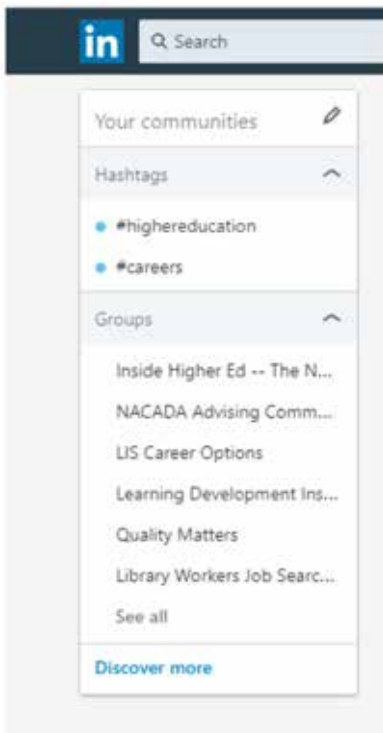 in Search
Your communities
Hashtags
#highereducation
#careers
Groups
Inside Higher Ed -- The N...
NACADA Advising Comm...
LIS Career Options
Learning Development Ins...
Quality Matters
Library Workers Job Searc...
See all
Discover more